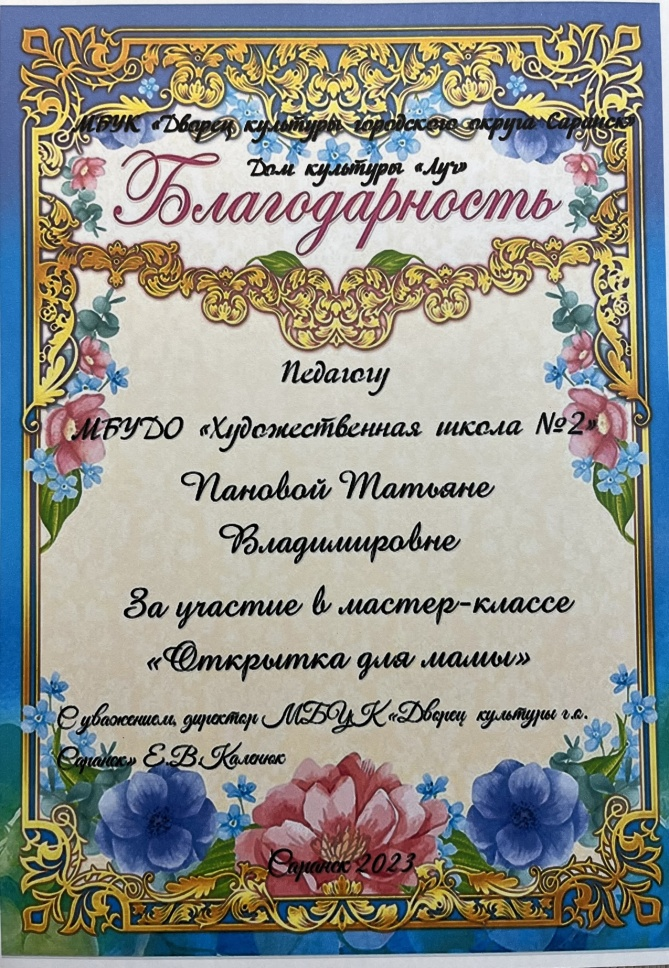 МБУК «Дворец культуры городского округа Саранск»
Дом культуры «Луч»
Благодарность
Педагогу
МБУДО «Художественная школа №2»
Пановой Татьяне
Владимировне
За участие в мастер-классе
«Открытка для мамы»
С уважением, директор МБУК «Дворец культуры г.о.
Саранск» Е.В.Каленюк
Саранск 2023